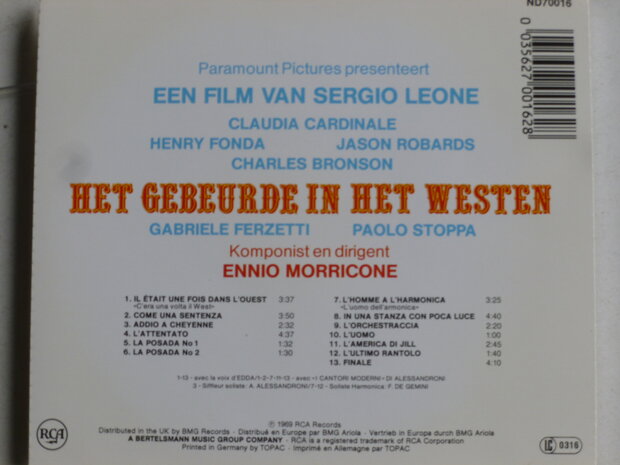 ND70016
0 035627 001628
Paramount Pictures presenteert
EEN FILM VAN SERGIO LEONE
CLAUDIA CARDINALE
HENRY FONDA JASON ROBARDS
CHARLES BRONSON
HET GEBEURDE IN HET WESTEN
GABRIELE FERZETTI PAOLO STOPPA
Komponist en dirigent
ENNIO MORRICONE
1. IL ÉTAIT UNE FOIS DANS L'OUEST 3:37
«C'era una volta il West»
2. COME UNA SENTENZA 3:50
3. ADDIO A CHEYENNE 2:32
4. L'ATTENTATO 4:37
5. LA POSADA No 1 1:32
6. LA POSADA No 2 1:30
7. L'HOMME A L'HARMONICA 3:25
«L'uomo dell'armonica»
8. IN UNA STANZA CON POCA LUCE 4:40
9. L'ORCHESTRACCIA 2:20
10. L'UOMO 1:00
11. L'AMERICA DI JILL 2:45
12. L'ULTIMO RANTOLO 1:40
13. FINALE 4:10
1-13 - avec la voix d'EDDA/1-2-7-11-13 - avec «I CANTORI MODERNI» DI ALESSANDRONI
3 - Siffleur soliste: A. ALESSANDRONI/7-12 - Soliste Harmonica: F. DE GEMINI
RCA
℗ 1969 RCA Records
Distributed in the UK by BMG Records - Distribué en Europe par BMG Ariola - Vertrieb in Europa durch BMG Ariola
A BERTELSMANN MUSIC GROUP COMPANY - RCA is a registered trademark of RCA Corporation
Printed in Germany by TOPAC - Imprimé en Allemagne par TOPAC
LC 0316